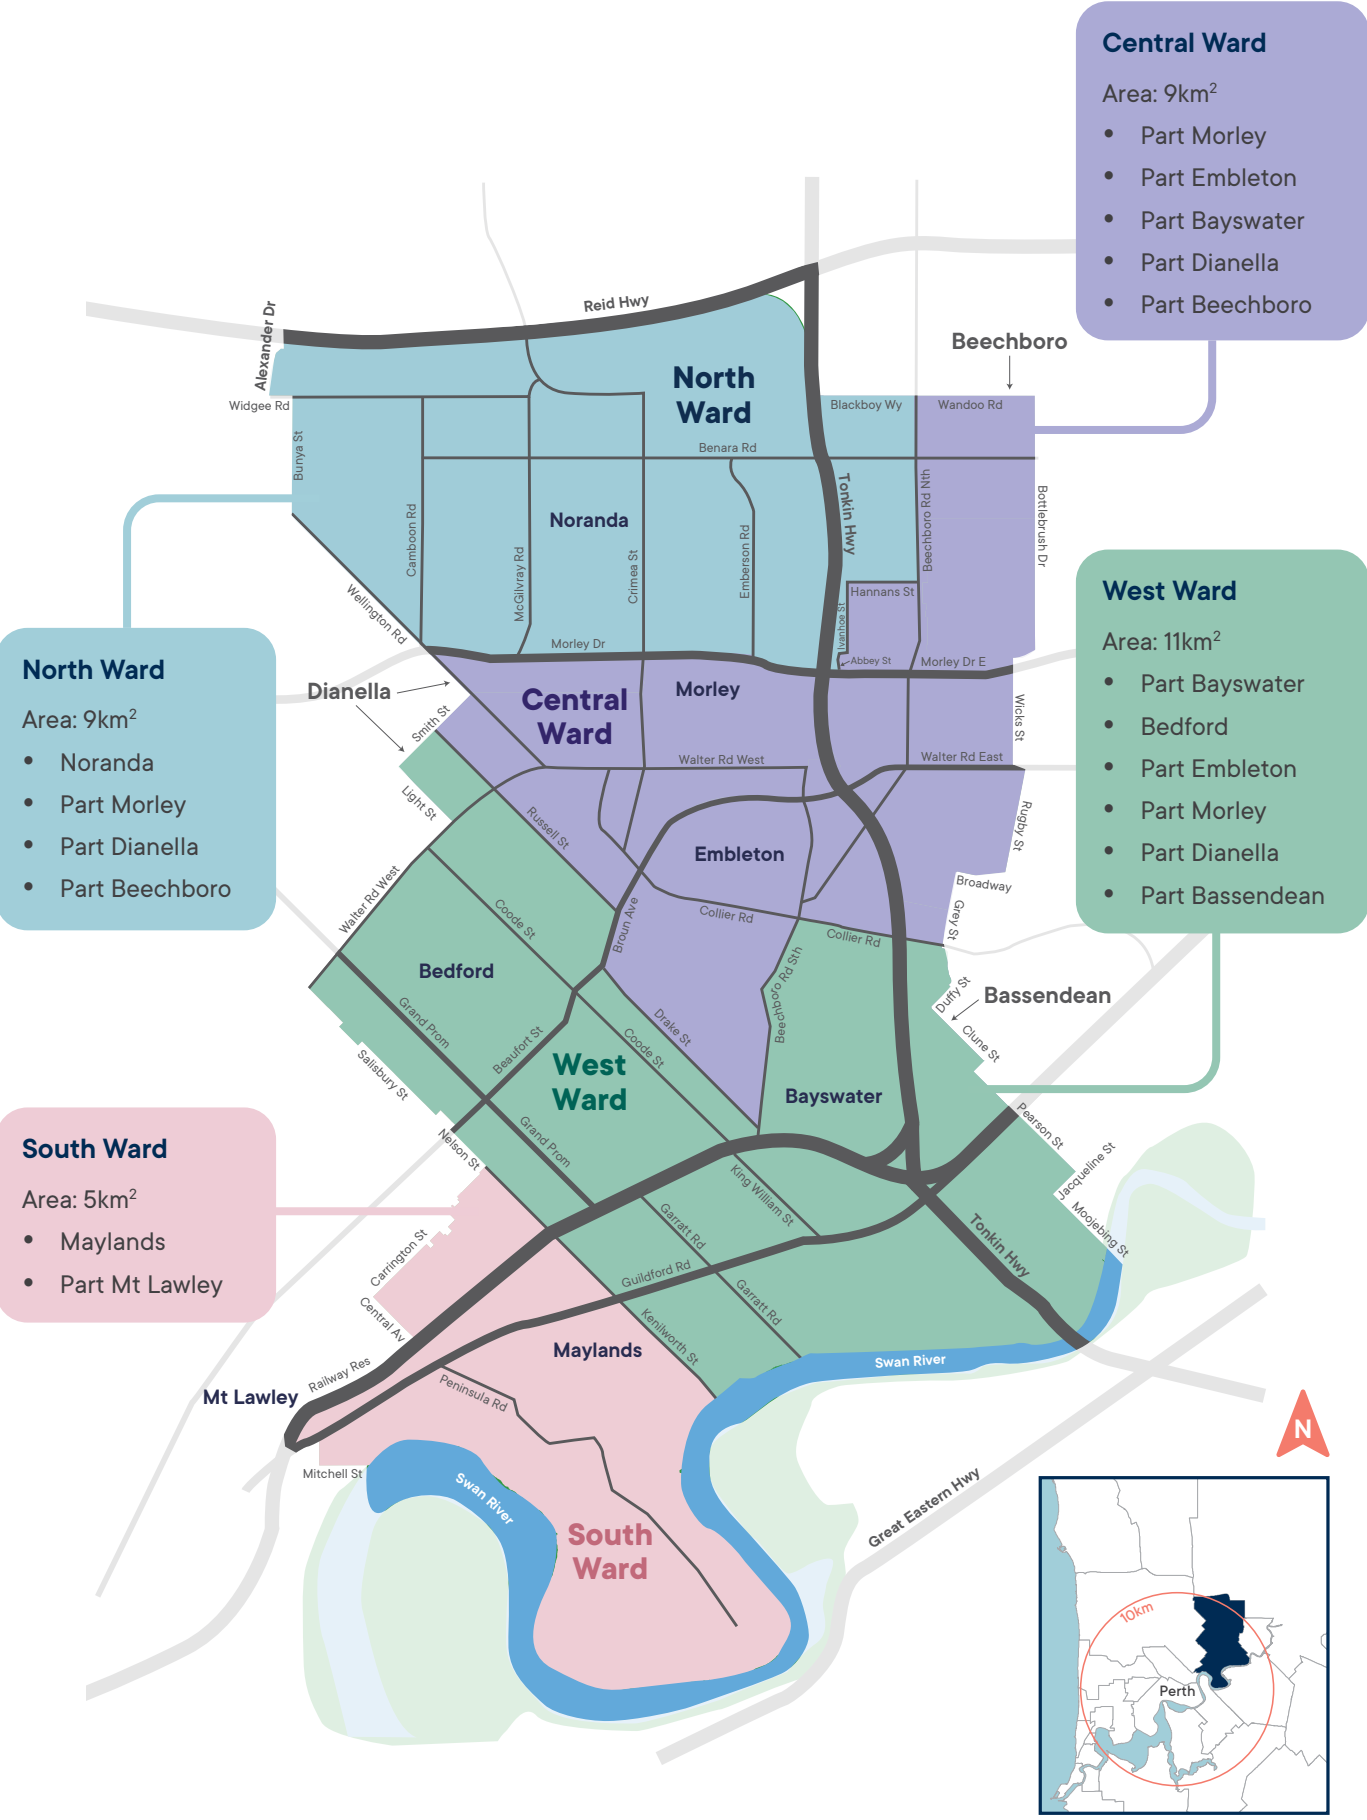 Central Ward
Area: 9km²
• Part Morley
• Part Embleton
• Part Bayswater
• Part Dianella
• Part Beechboro
Reid Hwy
Alexander Dr
Beechboro
North
Ward
Widgee Rd
Blackboy Wy
Wandoo Rd
Bunya St
Benara Rd
Tonkin Hwy
Beechboro Rd Nth
Bottlebrush Dr
Noranda
Camboon Rd
McGilvray Rd
Crimea St
Emberson Rd
Wellington Rd
Hannans St
Ivanhoe St
Abbey St
Morley Dr
Morley Dr E
West Ward
Area: 11km²
• Part Bayswater
• Bedford
• Part Embleton
• Part Morley
• Part Dianella
• Part Bassendean
North Ward
Area: 9km²
• Noranda
• Part Morley
• Part Dianella
• Part Beechboro
Dianella
Central
Ward
Morley
Smith St
Wicks St
Walter Rd West
Walter Rd East
Light St
Russell St
Rugby St
Embleton
Broadway
Walter Rd West
Coode St
Broun Ave
Collier Rd
Collier Rd
Grey St
Bedford
Beechboro Rd Sth
Duffy St
Bassendean
Grand Prom
Drake St
Clune St
Beaufort St
Coode St
Salisbury St
West
Ward
Bayswater
South Ward
Area: 5km²
• Maylands
• Part Mt Lawley
Nelson St
Grand Prom
Pearson St
King William St
Jacqueline St
Garratt Rd
Moojebing St
Tonkin Hwy
Carrington St
Guildford Rd
Garratt Rd
Central Av
Kenilworth St
Maylands
Swan River
Railway Res
Mt Lawley
Peninsula Rd
Mitchell St
Swan River
South
Ward
Great Eastern Hwy
N
10km
Perth